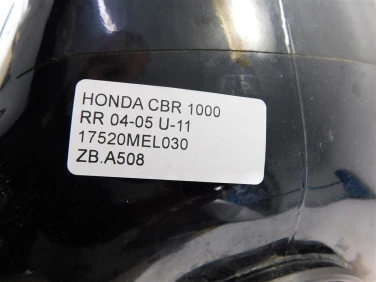 HONDA CBR 1000
RR 04-05 U-11
17520MEL030
ZB.A508